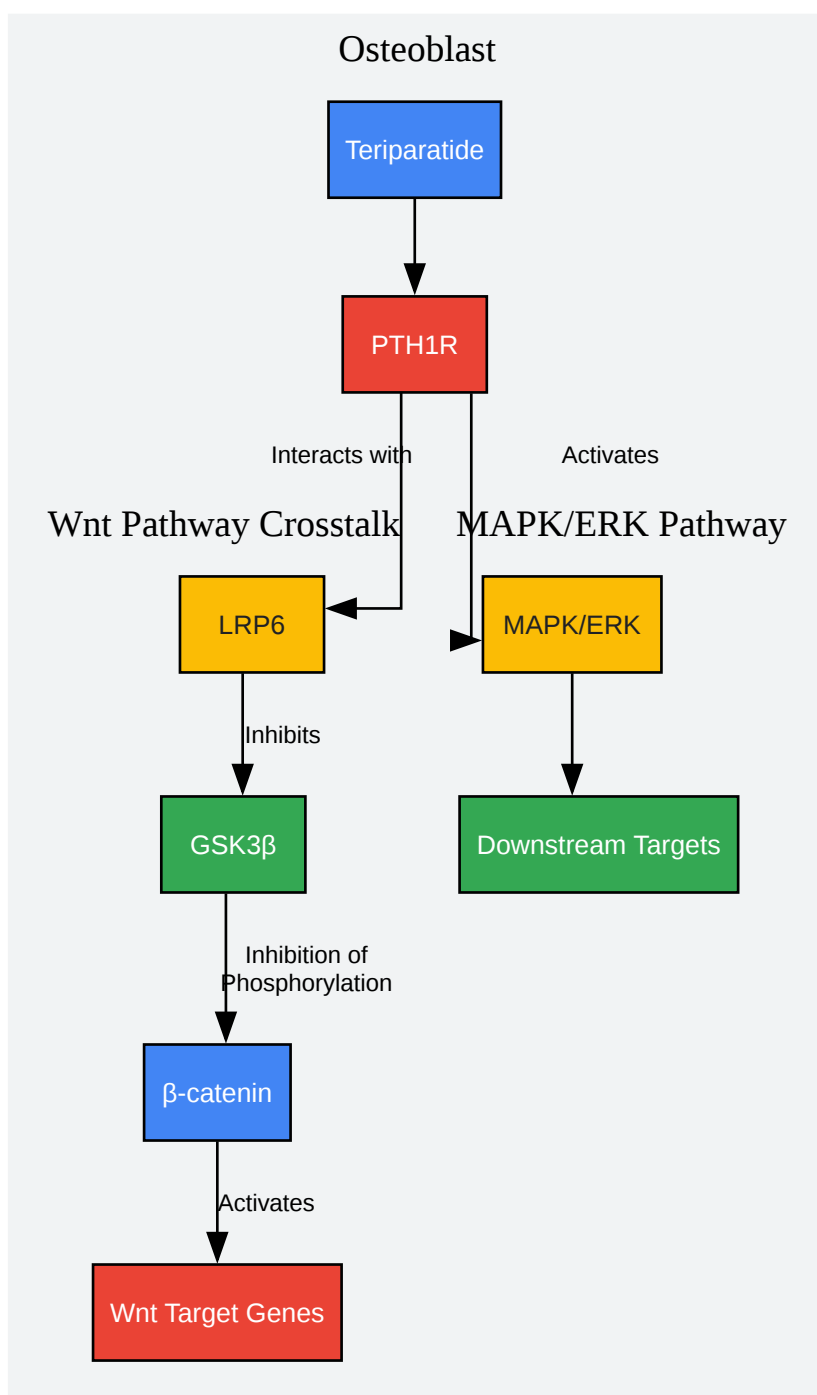 Osteoblast
Teriparatide
PTH1R
Interacts with
Activates
Wnt Pathway Crosstalk
MAPK/ERK Pathway
LRP6
MAPK/ERK
Inhibits
GSK3β
Downstream Targets
Inhibition of
Phosphorylation
β-catenin
Activates
Wnt Target Genes